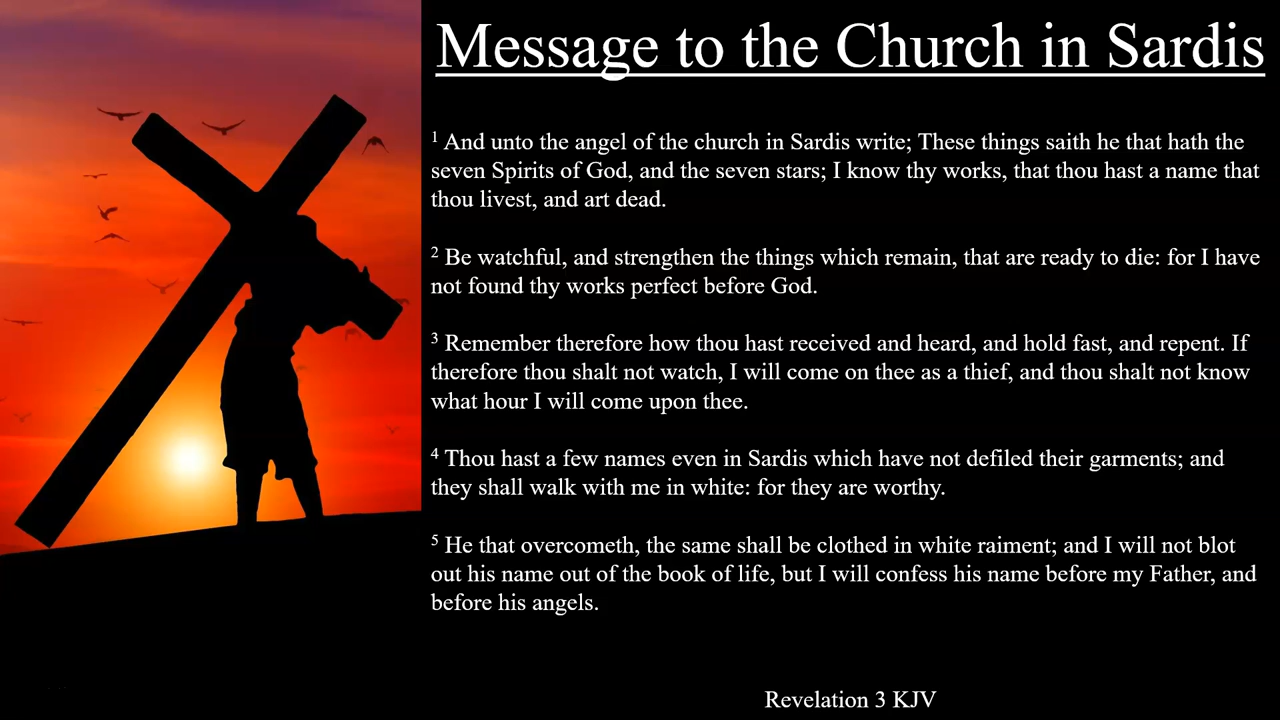 Message to the Church in Sardis
1 And unto the angel of the church in Sardis write; These things saith he that hath the
seven Spirits of God, and the seven stars; I know thy works, that thou hast a name that
thou livest, and art dead.
2 Be watchful, and strengthen the things which remain, that are ready to die: for I have
not found thy works perfect before God.
3 Remember therefore how thou hast received and heard, and hold fast, and repent. If
therefore thou shalt not watch, I will come on thee as a thief, and thou shalt not know
what hour I will come upon thee.
4 Thou hast a few names even in Sardis which have not defiled their garments; and
they shall walk with me in white: for they are worthy.
5 He that overcometh, the same shall be clothed in white raiment; and I will not blot
out his name out of the book of life, but I will confess his name before my Father, and
before his angels.
Revelation 3 KJV